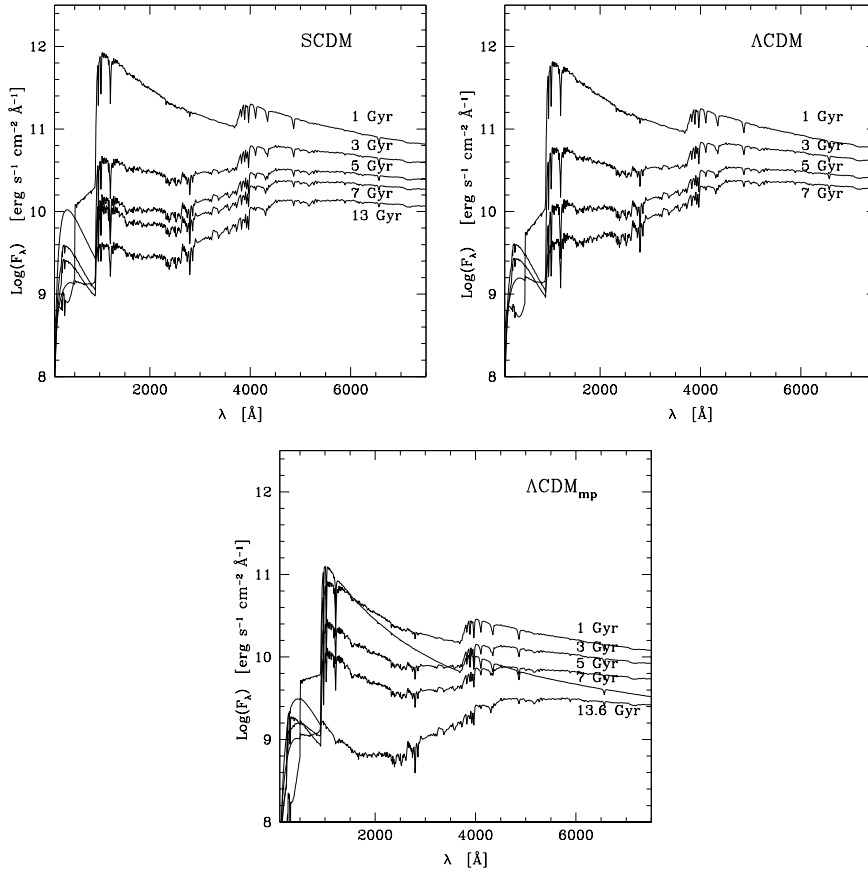 SCDM
12
11
10
9
8
Log(F_λ) [erg s⁻¹ cm⁻² Å⁻¹]
1 Gyr
3 Gyr
5 Gyr
7 Gyr
13 Gyr
2000 4000 6000
λ [Å]
ΛCDM
12
11
10
9
8
Log(F_λ) [erg s⁻¹ cm⁻² Å⁻¹]
1 Gyr
3 Gyr
5 Gyr
7 Gyr
2000 4000 6000
λ [Å]
ΛCDM_mp
12
11
10
9
8
Log(F_λ) [erg s⁻¹ cm⁻² Å⁻¹]
1 Gyr
3 Gyr
5 Gyr
7 Gyr
13.6 Gyr
2000 4000 6000
λ [Å]